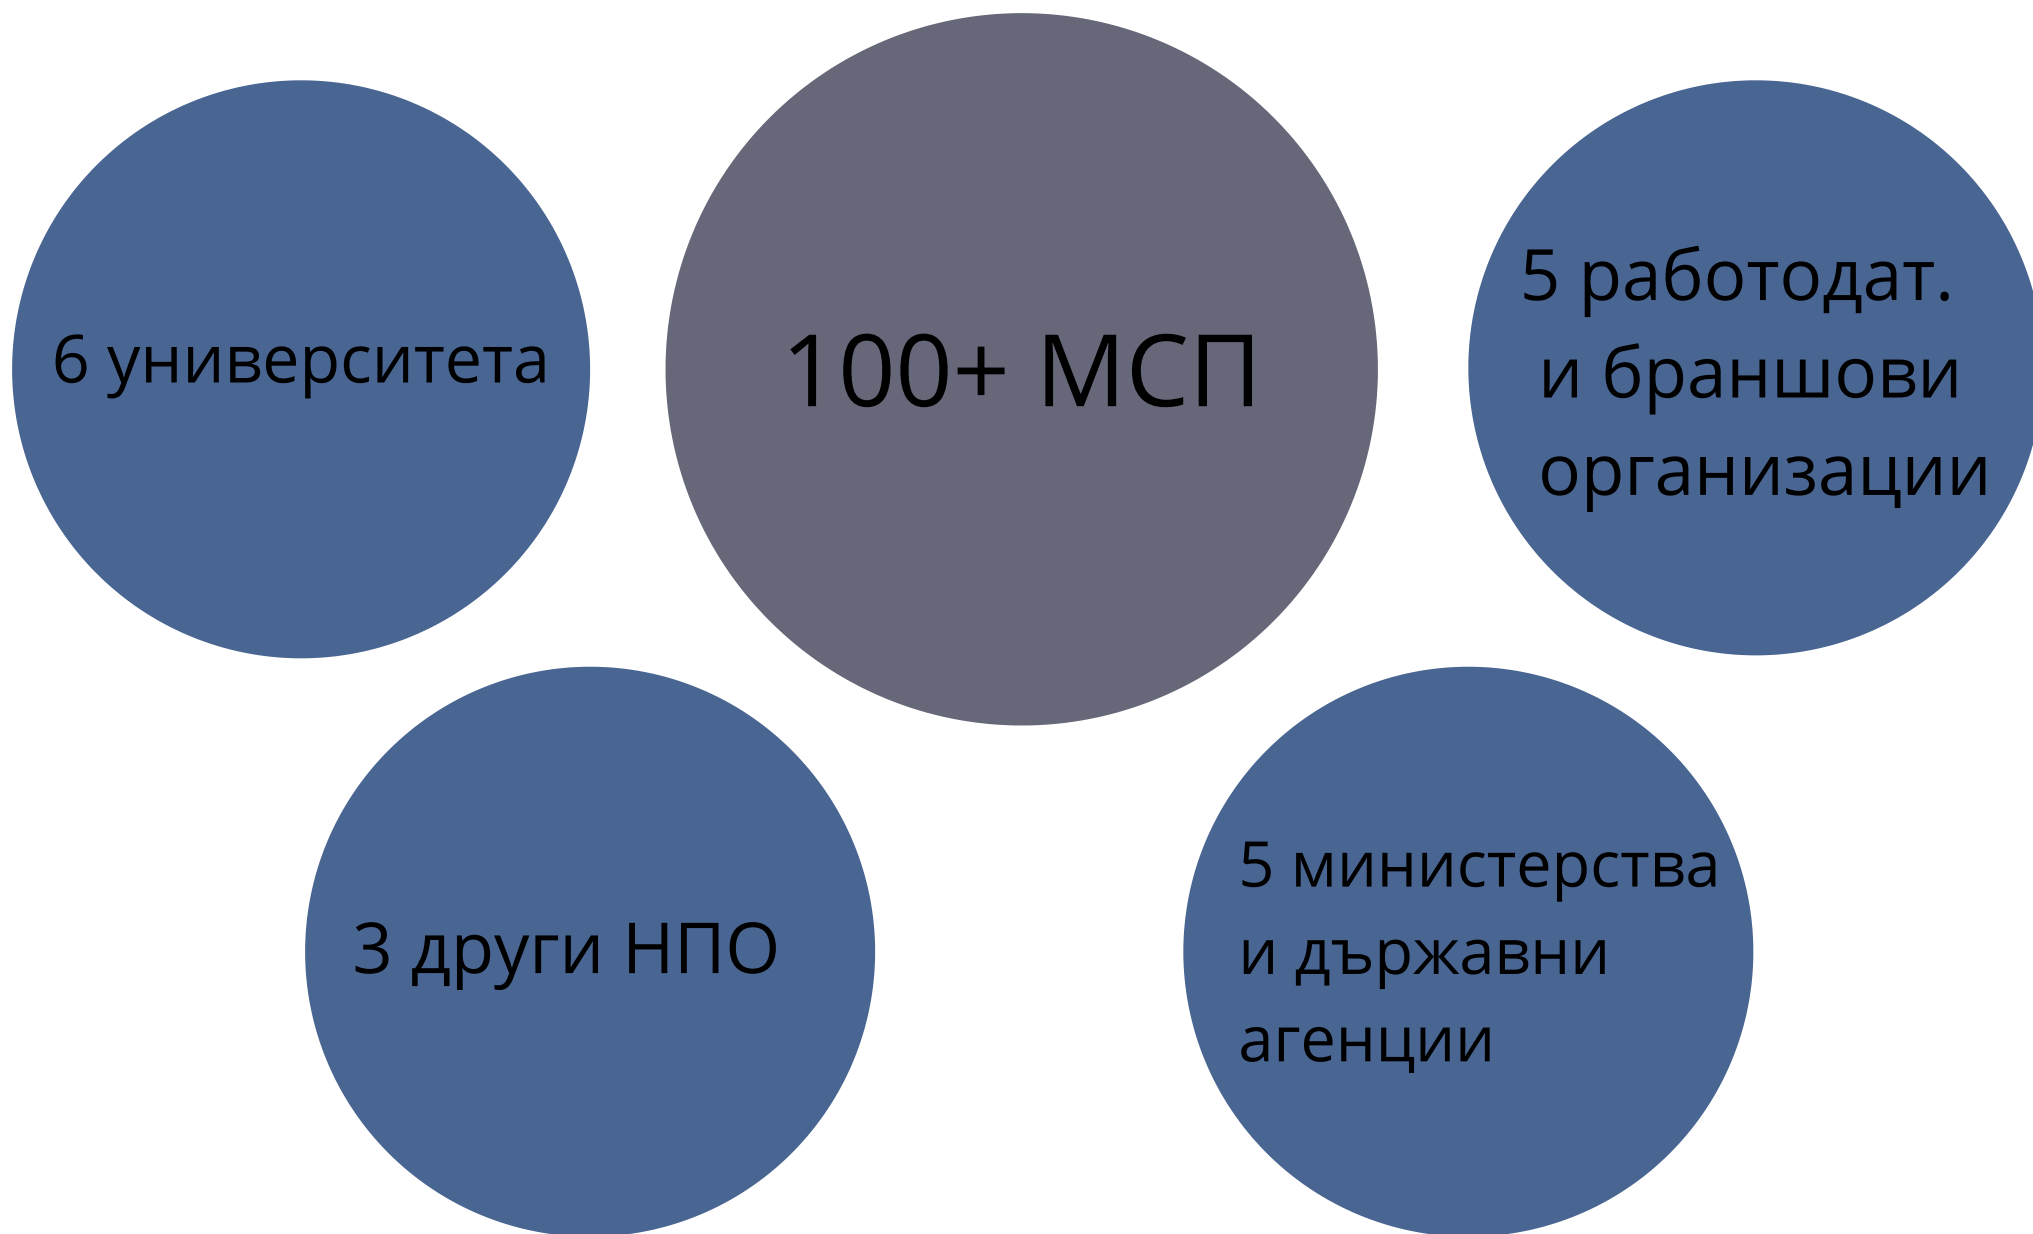 6 университета
100+ МСП
5 работодат.
и браншови
организации
3 други НПО
5 министерства
и държавни
агенции